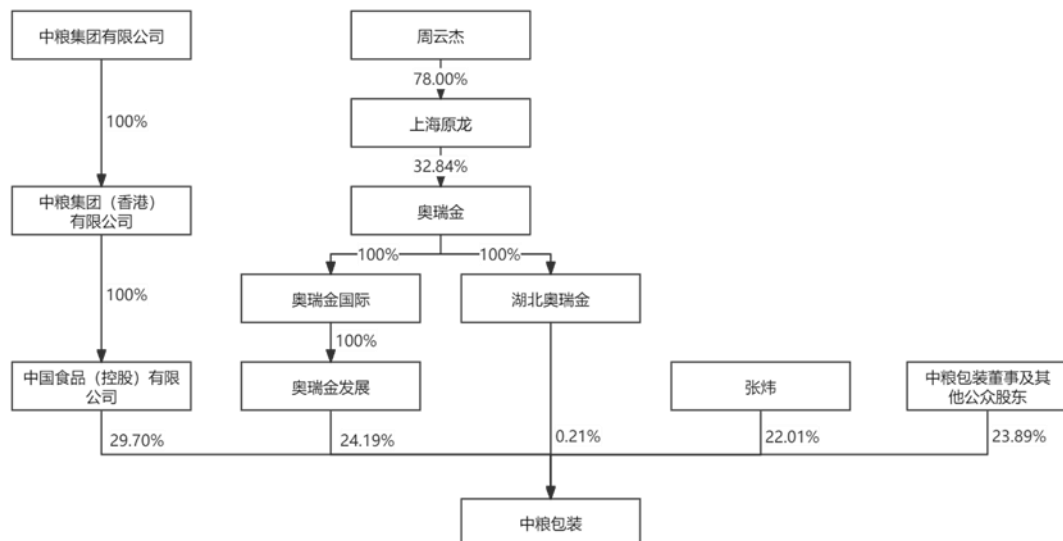 中粮集团有限公司
周云杰
78.00%
100%
上海原龙
32.84%
中粮集团（香港）
有限公司
奥瑞金
100%
100%
100%
奥瑞金国际
湖北奥瑞金
100%
中国食品（控股）有限
公司
奥瑞金发展
张炜
中粮包装董事及其
他公众股东
29.70%
24.19%
0.21%
22.01%
23.89%
中粮包装